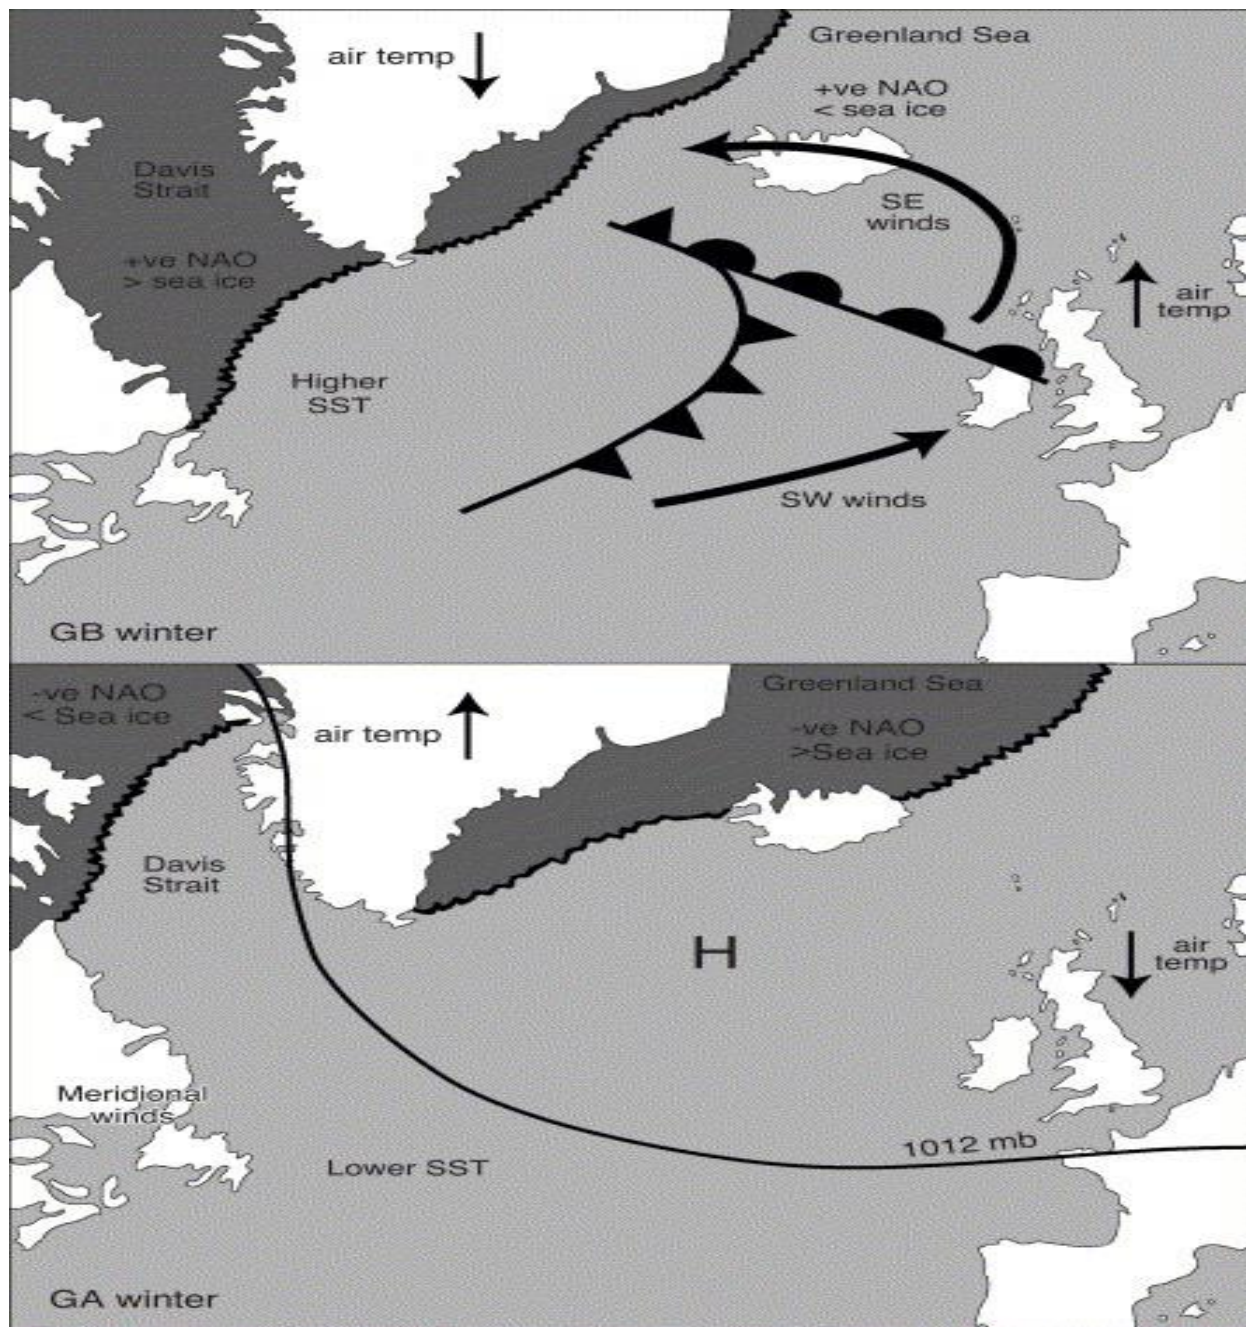 Greenland Sea
air temp
+ve NAO
< sea ice
Davis
Strait
SE
winds
+ve NAO
> sea ice
air
temp
Higher
SST
SW winds
GB winter
-ve NAO
< Sea ice
Greenland Sea
air temp
-ve NAO
>Sea ice
Davis
Strait
H
air
temp
Meridional
winds
1012 mb
Lower SST
GA winter